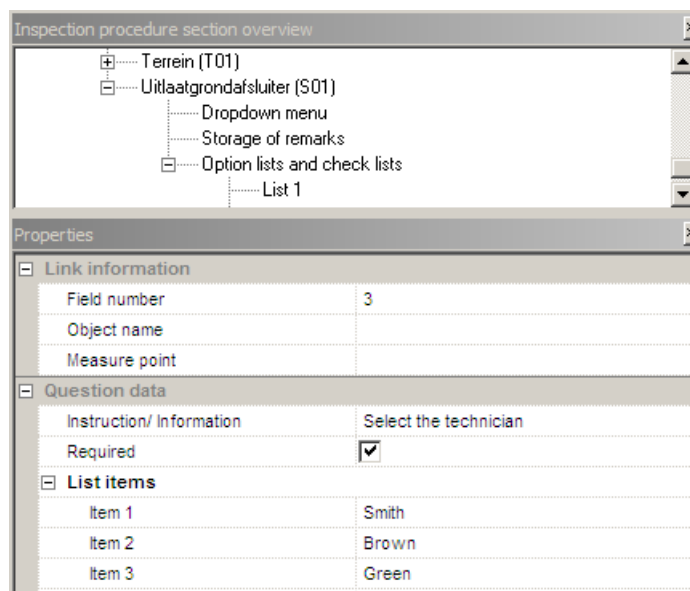 Inspection procedure section overview
Terrein (T01)
Uitlaatgrondafsluiter (S01)
Dropdown menu
Storage of remarks
Option lists and check lists
List 1
Properties
Link information
Field number 3
Object name
Measure point
Question data
Instruction/ Information Select the technician
Required
List items
Item 1 Smith
Item 2 Brown
Item 3 Green